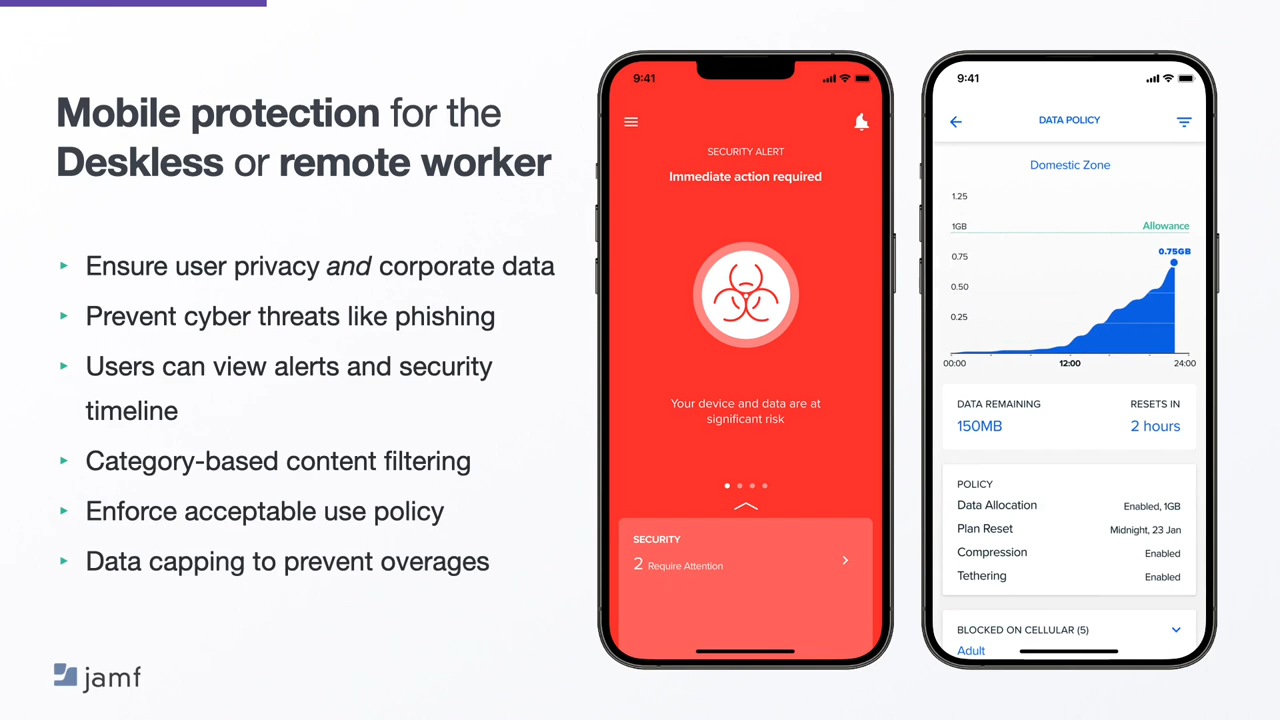 Mobile protection for the
Deskless or remote worker
Ensure user privacy and corporate data
Prevent cyber threats like phishing
Users can view alerts and security
timeline
Category-based content filtering
Enforce acceptable use policy
Data capping to prevent overages
jamf
9:41
SECURITY ALERT
Immediate action required
Your device and data are at
significant risk
SECURITY
2 Require Attention
9:41
DATA POLICY
Domestic Zone
1.25
1GB
Allowance
0.75
0.75GB
0.50
0.25
00:00 12:00 24:00
DATA REMAINING RESETS IN
150MB 2 hours
POLICY
Data Allocation Enabled, 1GB
Plan Reset Midnight, 23 Jan
Compression Enabled
Tethering Enabled
BLOCKED ON CELLULAR (5)
Adult